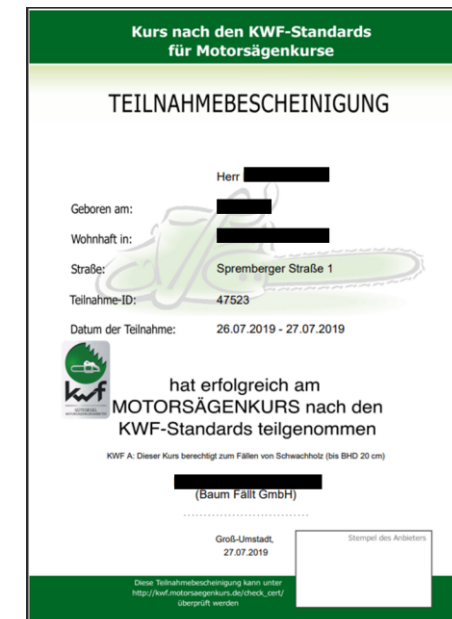 Kurs nach den KWF-Standards
für Motorsägenkurse
TEILNAHMEBESCHEINIGUNG
Herr
Geboren am:
Wohnhaft in:
Straße: Spremberger Straße 1
Teilnahme-ID: 47523
Datum der Teilnahme: 26.07.2019 - 27.07.2019
kwf
hat erfolgreich am
MOTORSÄGENKURS nach den
KWF-Standards teilgenommen
KWF A: Dieser Kurs berechtigt zum Fällen von Schwachholz (bis BHD 20 cm)
(Baum Fällt GmbH)
Groß-Umstadt,
27.07.2019
Stempel des Anbieters
Diese Teilnahmebescheinigung kann unter
http://kwf.motorsaegenkurs.de/check_cert/
überprüft werden